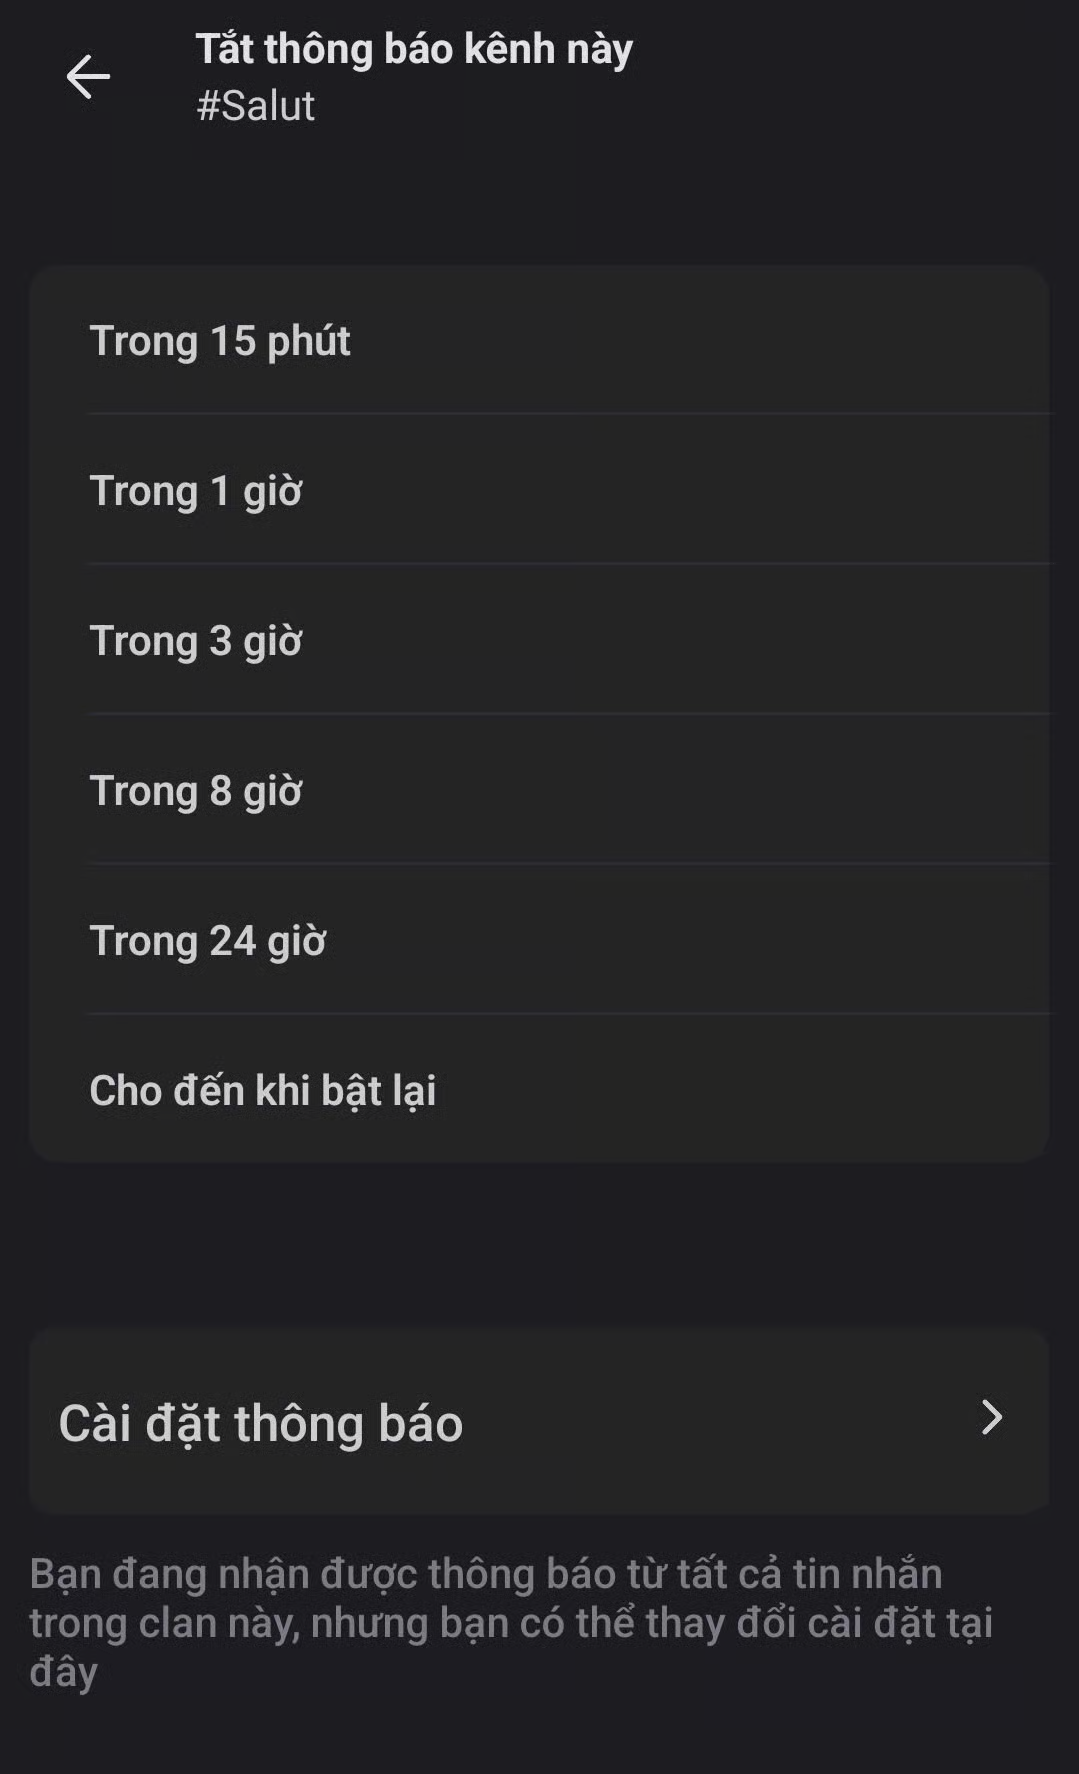 Tắt thông báo kênh này
#Salut
Trong 15 phút
Trong 1 giờ
Trong 3 giờ
Trong 8 giờ
Trong 24 giờ
Cho đến khi bật lại
Cài đặt thông báo
Bạn đang nhận được thông báo từ tất cả tin nhắn
trong clan này, nhưng bạn có thể thay đổi cài đặt tại
đây